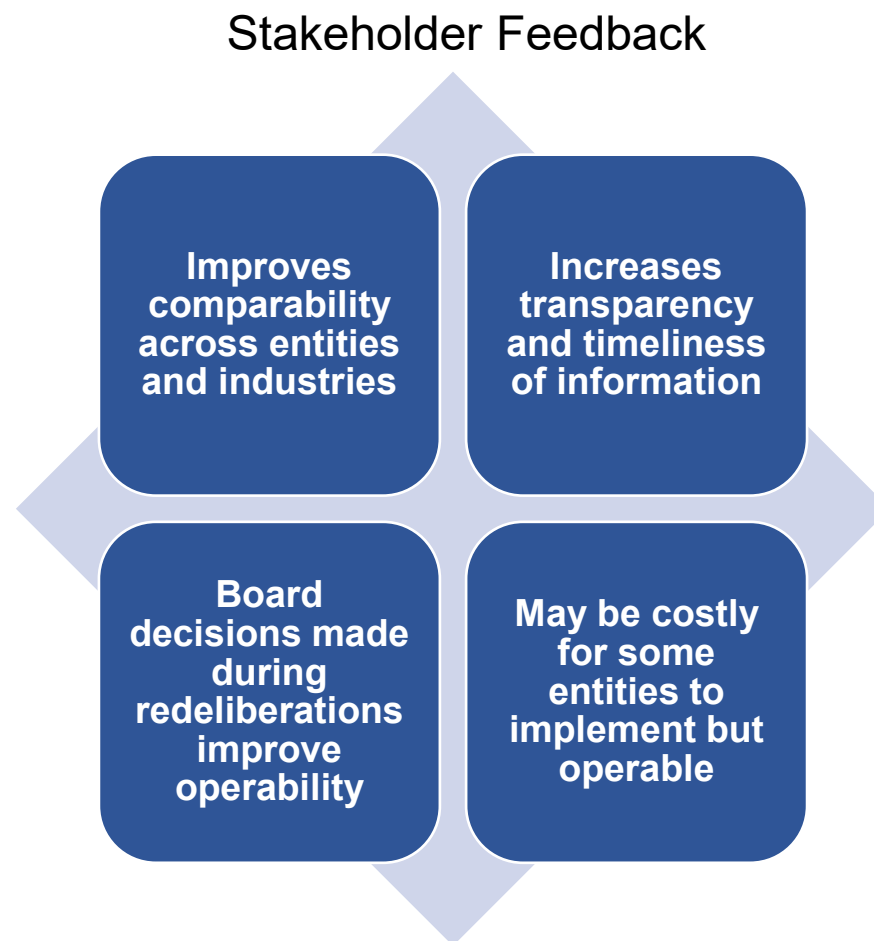 Stakeholder Feedback
Improves
comparability
across entities
and industries
Increases
transparency
and timeliness
of information
Board
decisions made
during
redeliberations
improve
operability
May be costly
for some
entities to
implement but
operable